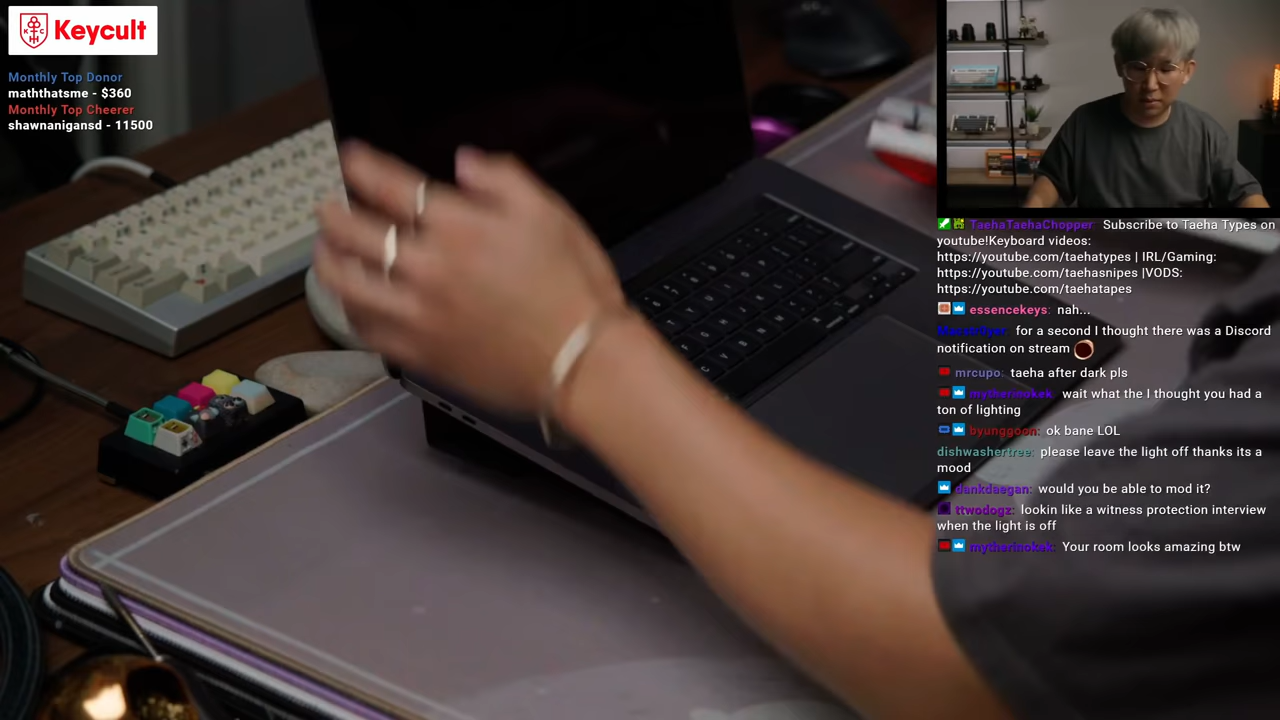 Keycult
Monthly Top Donor
maththatsme - $360
Monthly Top Cheerer
shawnanigansd - 11500
TaehaTaehaChopper Subscribe to Taeha Types on
youtube!Keyboard videos:
https://youtube.com/taehatypes | IRL/Gaming:
https://youtube.com/taehasnipes |VODS:
https://youtube.com/taehatapes
essencekeys: nah...
for a second I thought there was a Discord
notification on stream
mrcupo: taeha after dark pls
wait what the I thought you had a
ton of lighting
byunggoon: ok bane LOL
dishwashertree: please leave the light off thanks its a
mood
dankdaegan: would you be able to mod it?
ttwodogz: lookin like a witness protection interview
when the light is off
Your room looks amazing btw